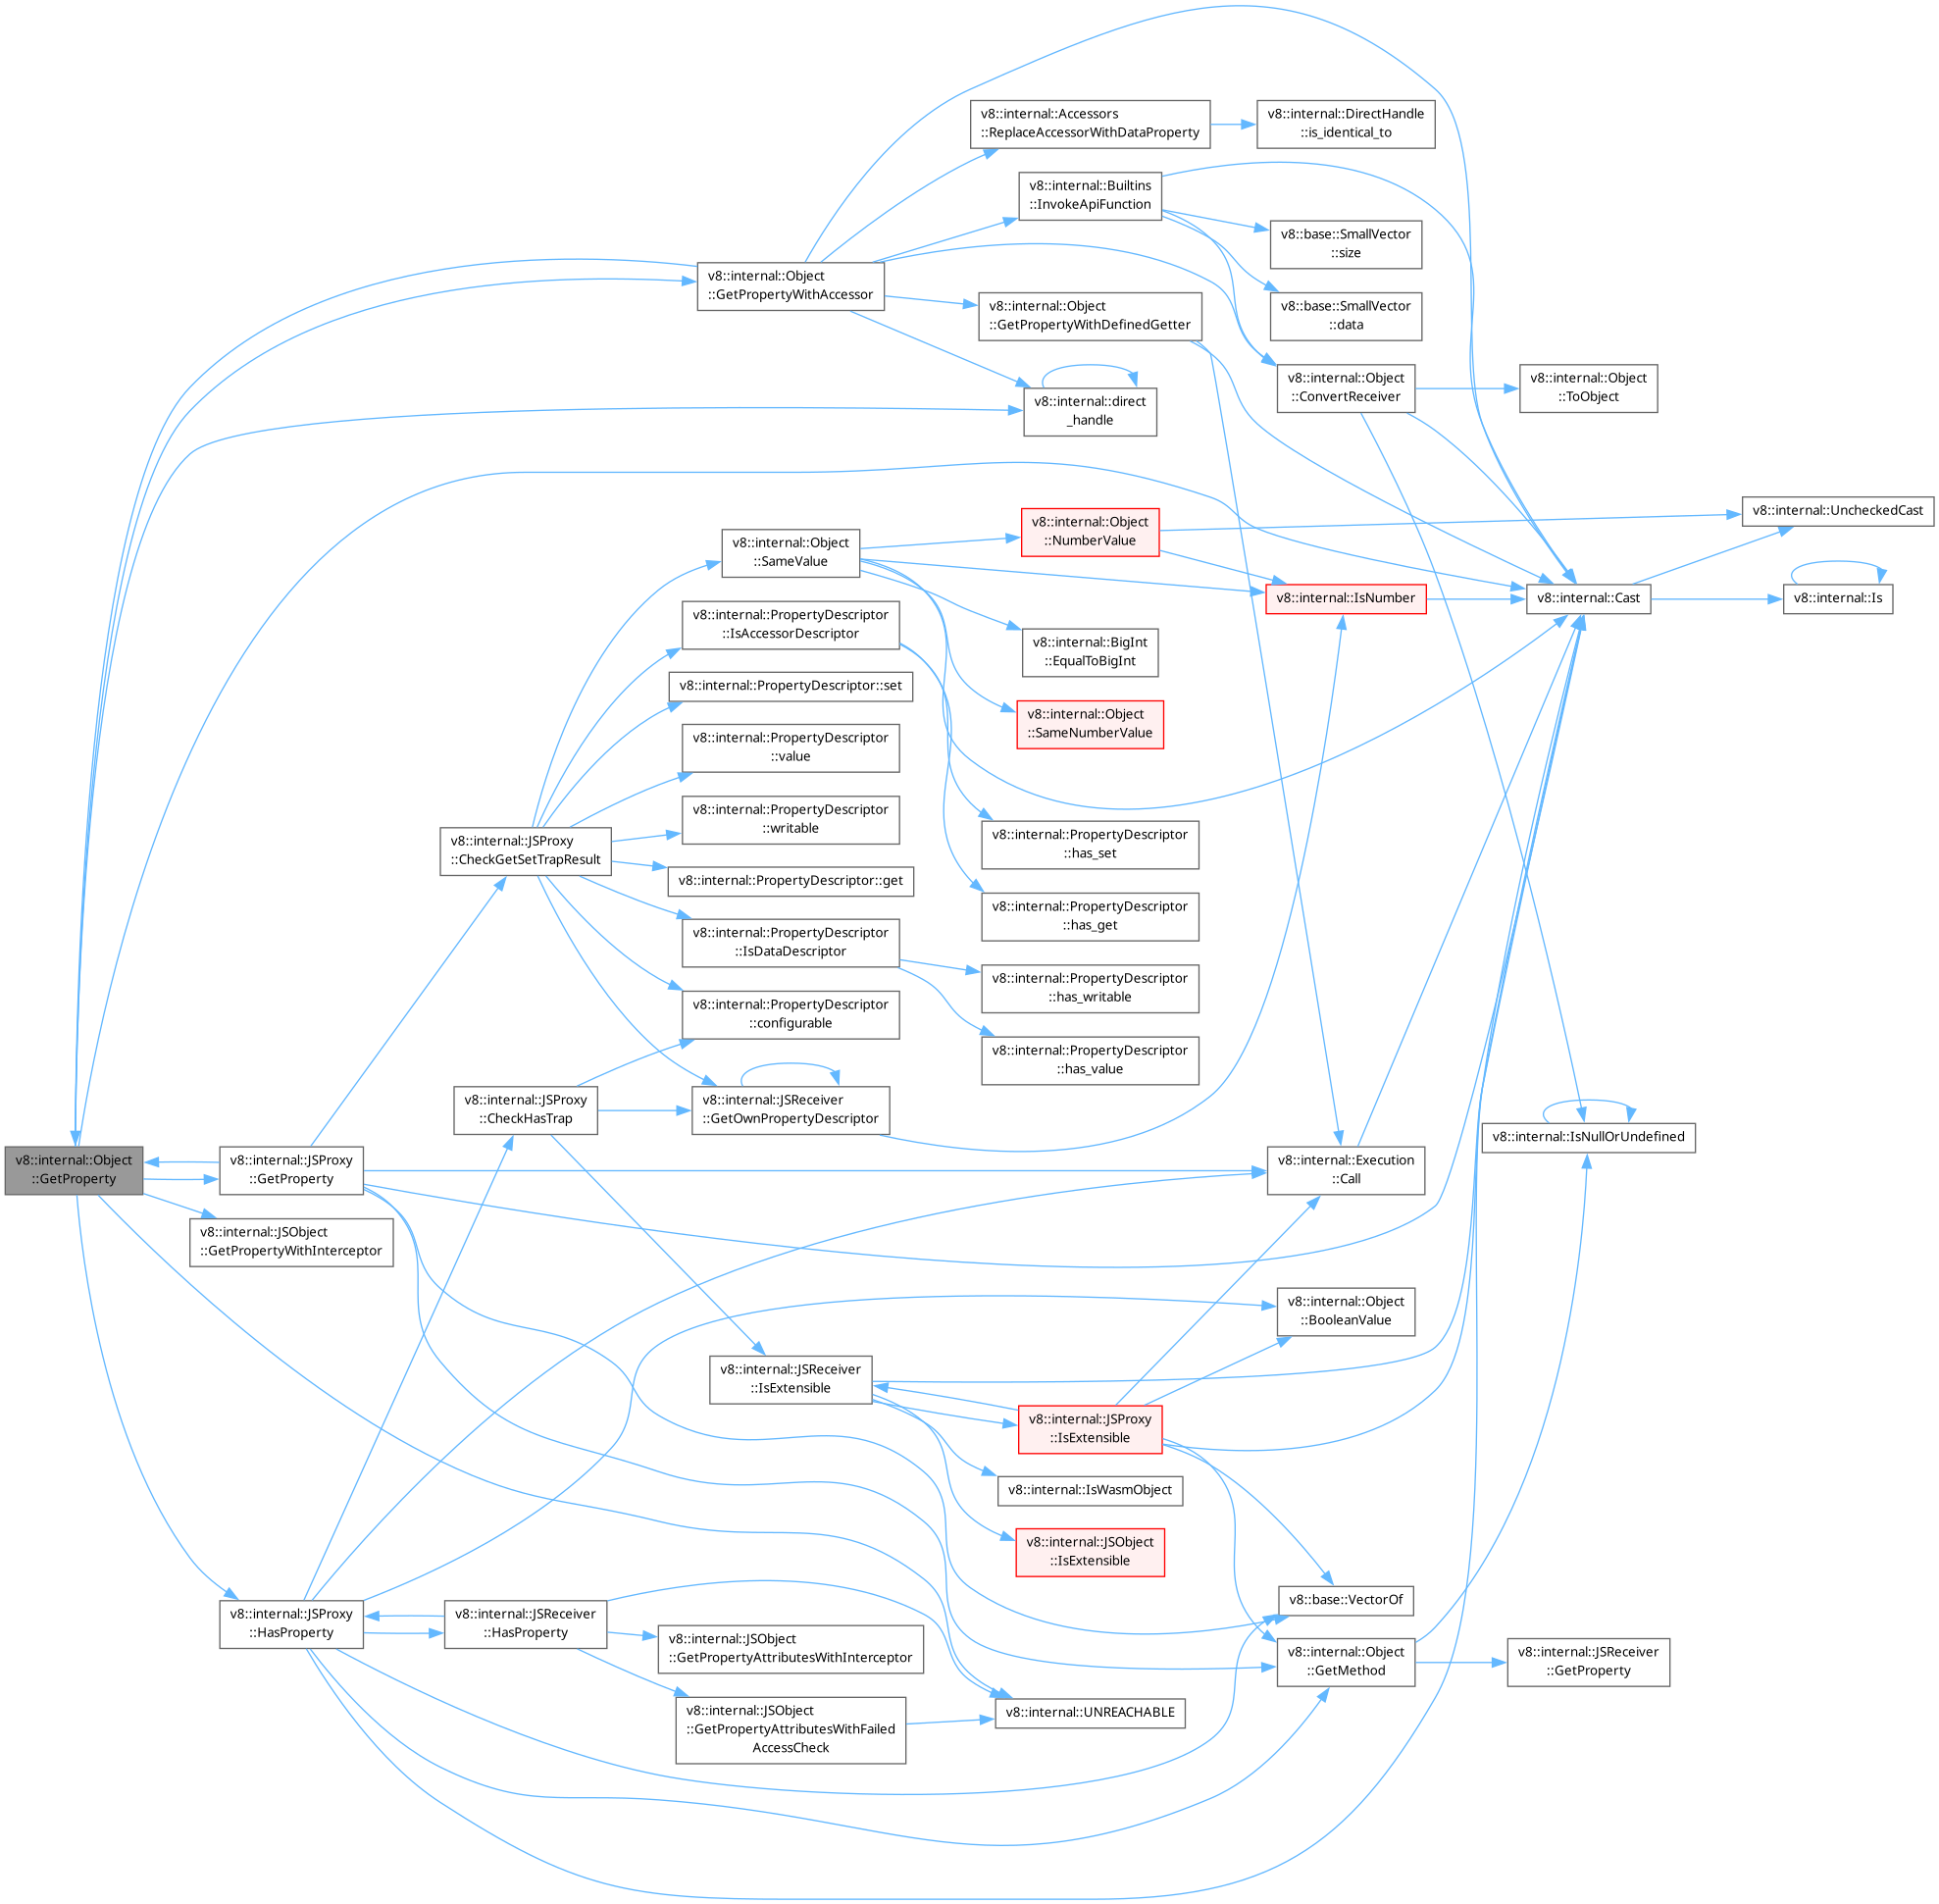 v8::internal::Accessors
::ReplaceAccessorWithDataProperty
v8::internal::DirectHandle
::is_identical_to
v8::internal::Builtins
::InvokeApiFunction
v8::base::SmallVector
::size
v8::internal::Object
::GetPropertyWithAccessor
v8::internal::Object
::GetPropertyWithDefinedGetter
v8::base::SmallVector
::data
v8::internal::direct
_handle
v8::internal::Object
::ConvertReceiver
v8::internal::Object
::ToObject
v8::internal::Object
::SameValue
v8::internal::Object
::NumberValue
v8::internal::UncheckedCast
v8::internal::IsNumber
v8::internal::Cast
v8::internal::Is
v8::internal::PropertyDescriptor
::IsAccessorDescriptor
v8::internal::BigInt
::EqualToBigInt
v8::internal::PropertyDescriptor::set
v8::internal::Object
::SameNumberValue
v8::internal::PropertyDescriptor
::value
v8::internal::PropertyDescriptor
::writable
v8::internal::JSProxy
::CheckGetSetTrapResult
v8::internal::PropertyDescriptor
::has_set
v8::internal::PropertyDescriptor::get
v8::internal::PropertyDescriptor
::has_get
v8::internal::PropertyDescriptor
::IsDataDescriptor
v8::internal::PropertyDescriptor
::has_writable
v8::internal::PropertyDescriptor
::configurable
v8::internal::PropertyDescriptor
::has_value
v8::internal::JSProxy
::CheckHasTrap
v8::internal::JSReceiver
::GetOwnPropertyDescriptor
v8::internal::Object
::GetProperty
v8::internal::JSProxy
::GetProperty
v8::internal::Execution
::Call
v8::internal::IsNullOrUndefined
v8::internal::JSObject
::GetPropertyWithInterceptor
v8::internal::Object
::BooleanValue
v8::internal::JSReceiver
::IsExtensible
v8::internal::JSProxy
::IsExtensible
v8::internal::IsWasmObject
v8::internal::JSObject
::IsExtensible
v8::internal::JSProxy
::HasProperty
v8::internal::JSReceiver
::HasProperty
v8::base::VectorOf
v8::internal::JSObject
::GetPropertyAttributesWithInterceptor
v8::internal::Object
::GetMethod
v8::internal::JSReceiver
::GetProperty
v8::internal::JSObject
::GetPropertyAttributesWithFailed
AccessCheck
v8::internal::UNREACHABLE